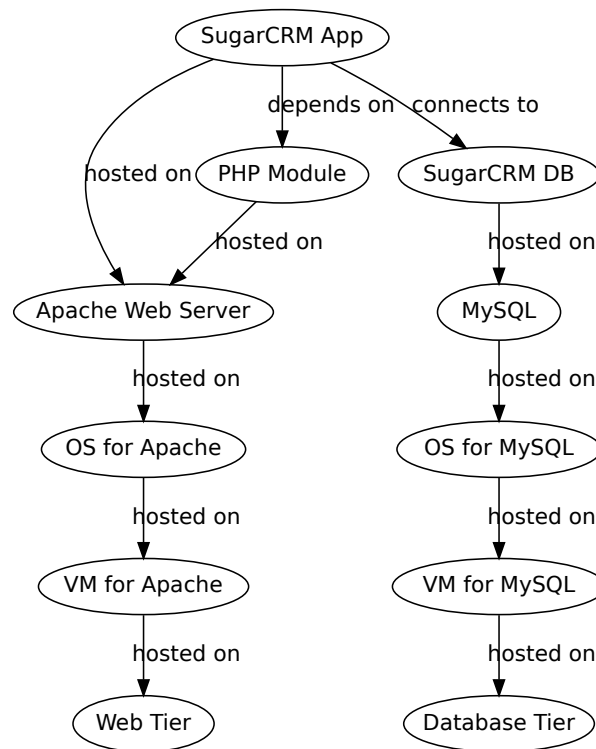 SugarCRM App
depends on
connects to
hosted on
PHP Module
SugarCRM DB
hosted on
hosted on
Apache Web Server
MySQL
hosted on
hosted on
OS for Apache
OS for MySQL
hosted on
hosted on
VM for Apache
VM for MySQL
hosted on
hosted on
Web Tier
Database Tier